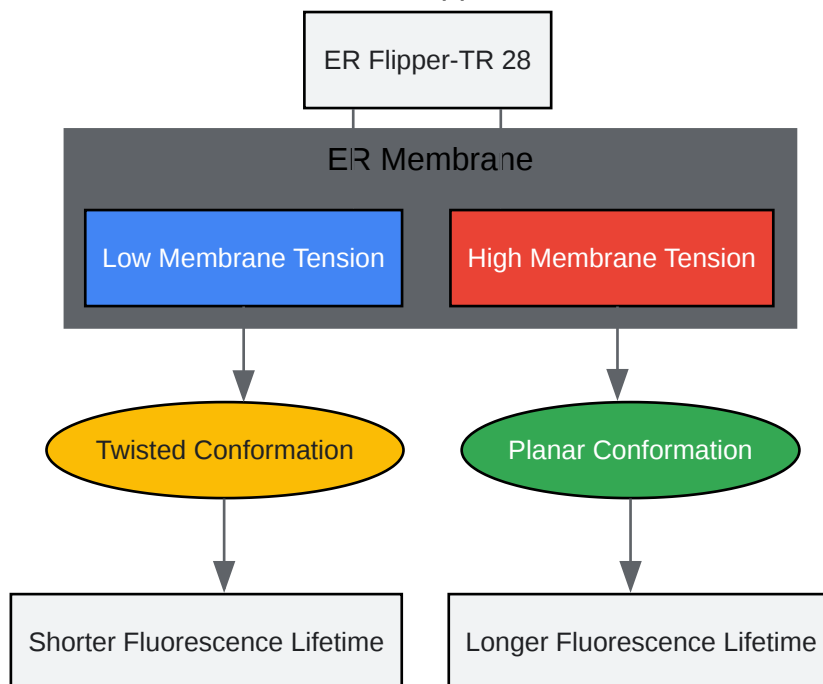 ER Flipper-TR 28
ER Membrane
Low Membrane Tension
High Membrane Tension
Twisted Conformation
Planar Conformation
Shorter Fluorescence Lifetime
Longer Fluorescence Lifetime